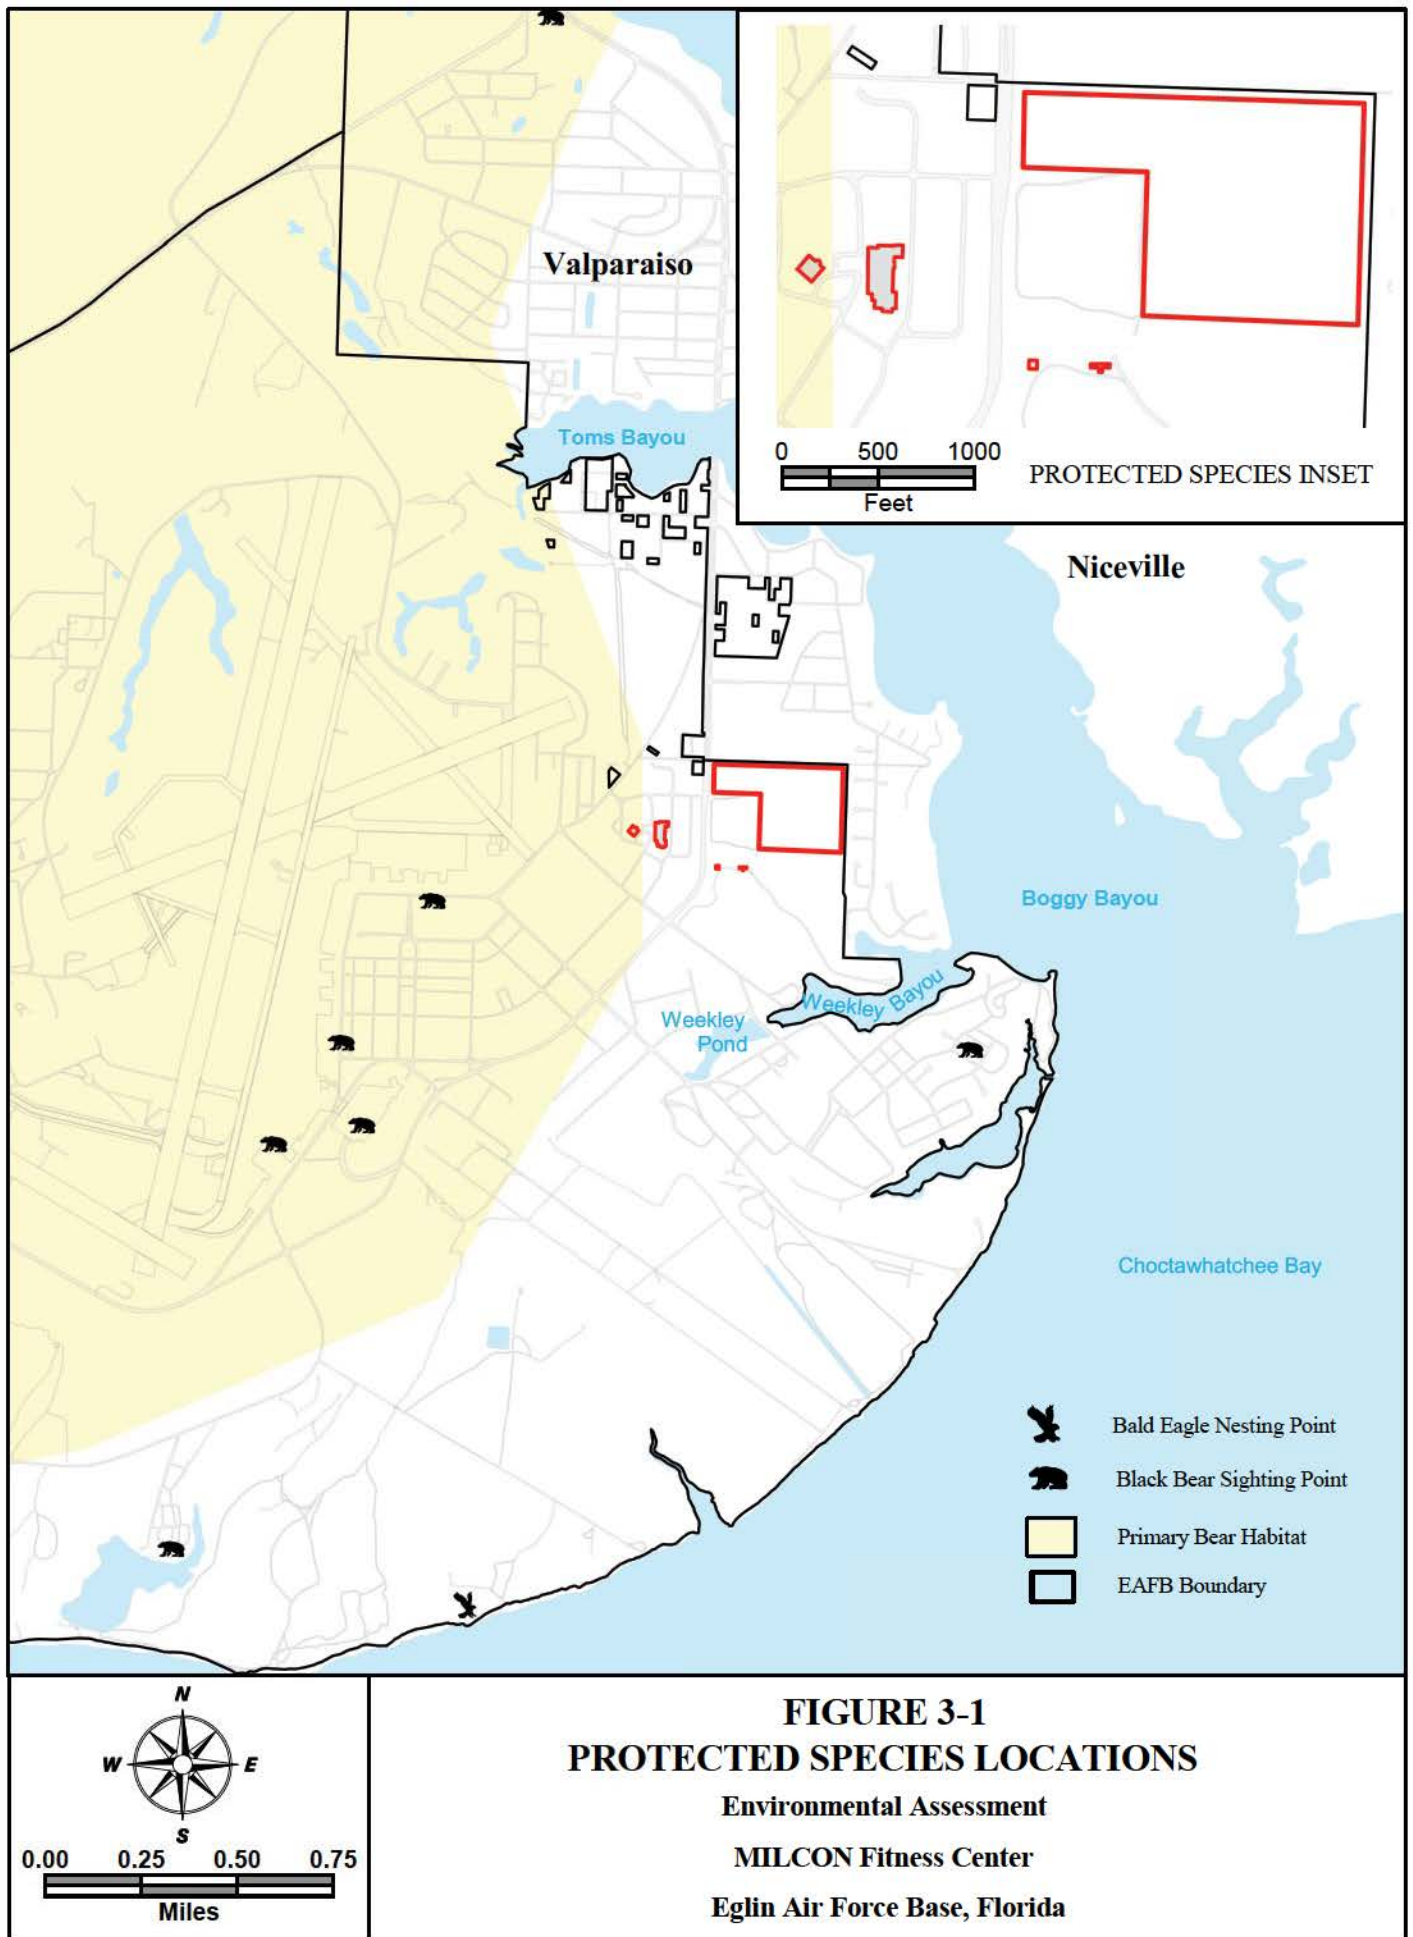 Valparaiso
0 500 1000
Feet
PROTECTED SPECIES INSET
Toms Bayou
Niceville
Boggy Bayou
Weekley Bayou
Weekley
Pond
Choctawhatchee Bay
Bald Eagle Nesting Point
Black Bear Sighting Point
Primary Bear Habitat
EAFB Boundary
N
W
E
S
0.00 0.25 0.50 0.75
Miles
FIGURE 3-1
PROTECTED SPECIES LOCATIONS
Environmental Assessment
MILCON Fitness Center
Eglin Air Force Base, Florida